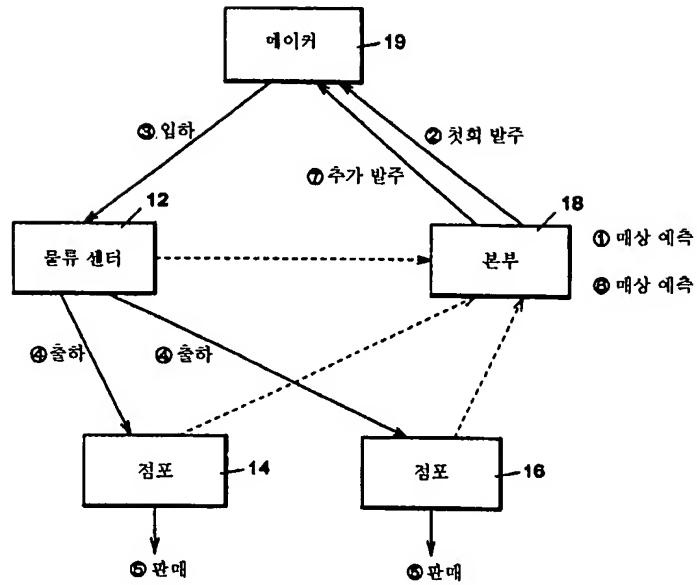 메이커
19
③ 입하
② 첫회 발주
⑦ 추가 발주
12
18
물류 센터
본부
① 매상 예측
⑥ 매상 예측
④ 출하
④ 출하
점포
14
점포
16
⑤ 판매
⑤ 판매